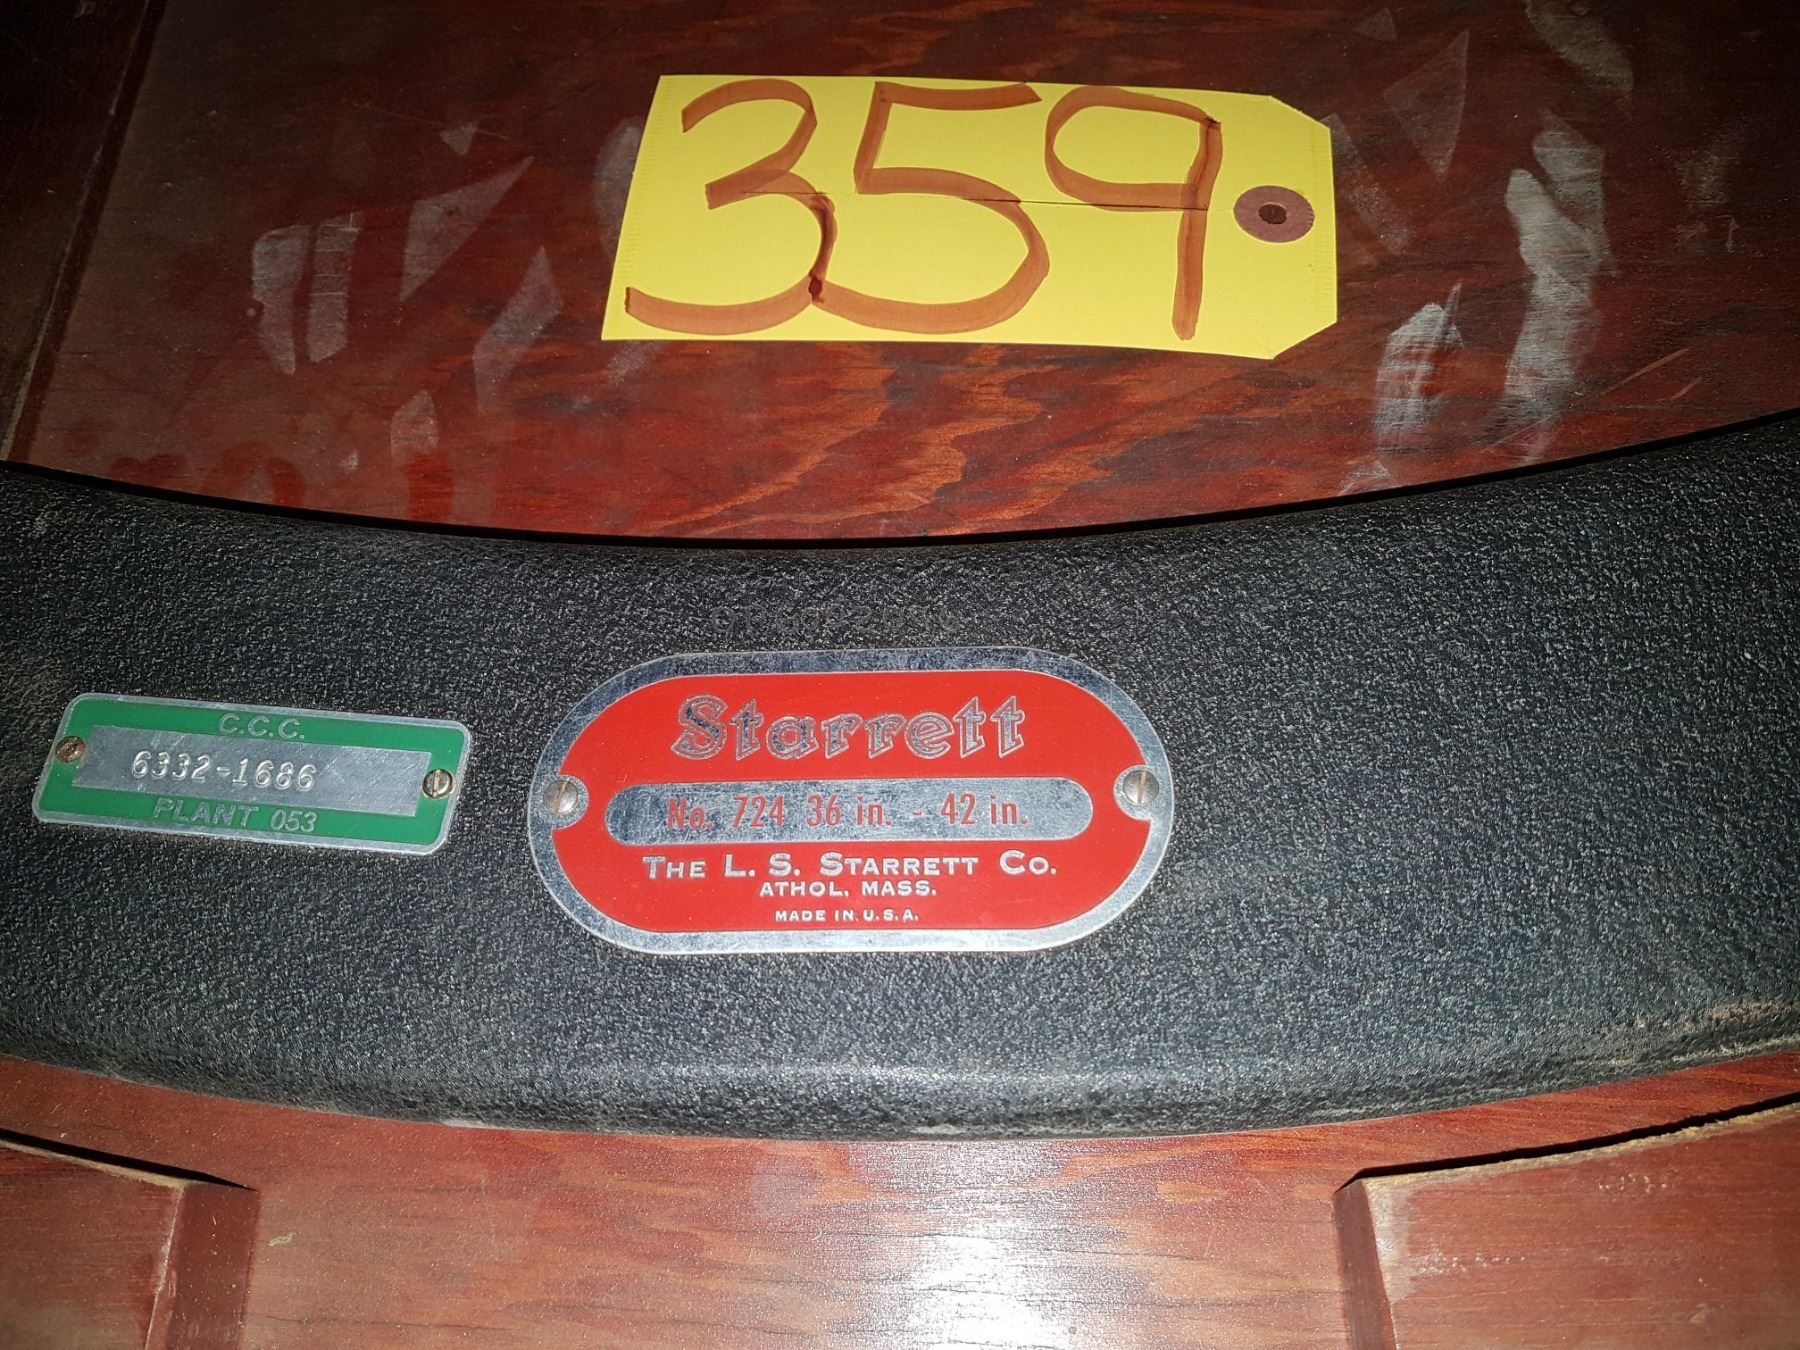 359
C.C.C.
6332-1686
PLANT 053
Starrett
No. 724 36 in. - 42 in.
THE L. S. STARRETT CO.
ATHOL, MASS.
MADE IN U.S.A.